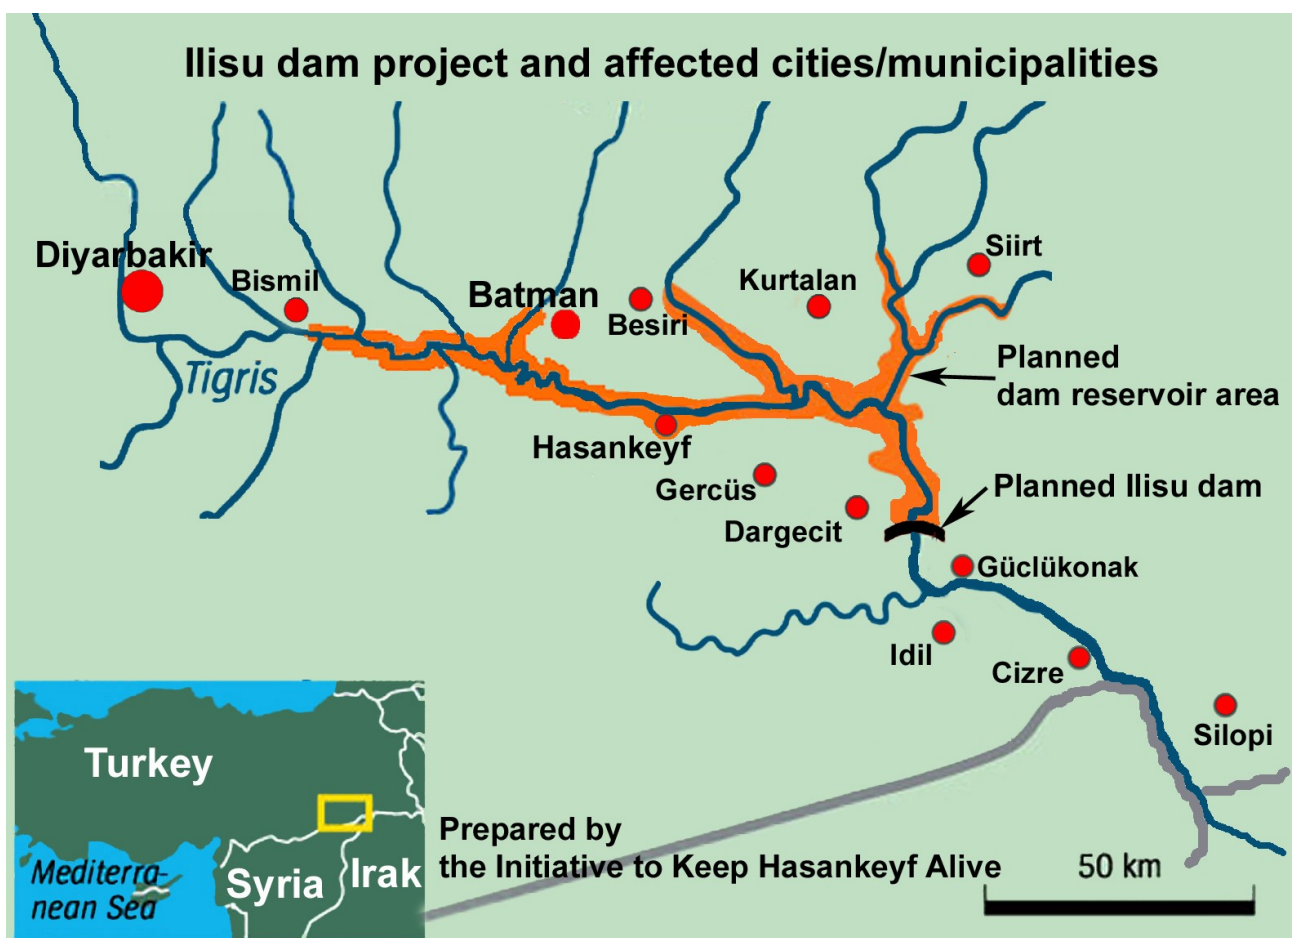 Ilisu dam project and affected cities/municipalities
Diyarbakir
Bismil
Batman
Besiri
Kurtalan
Siirt
Tigris
Planned
dam reservoir area
Hasankeyf
Gercüs
Dargecit
Planned Ilisu dam
Güclükonak
Idil
Cizre
Silopi
Turkey
Mediterra-
nean Sea
Syria
Irak
Prepared by
the Initiative to Keep Hasankeyf Alive
50 km